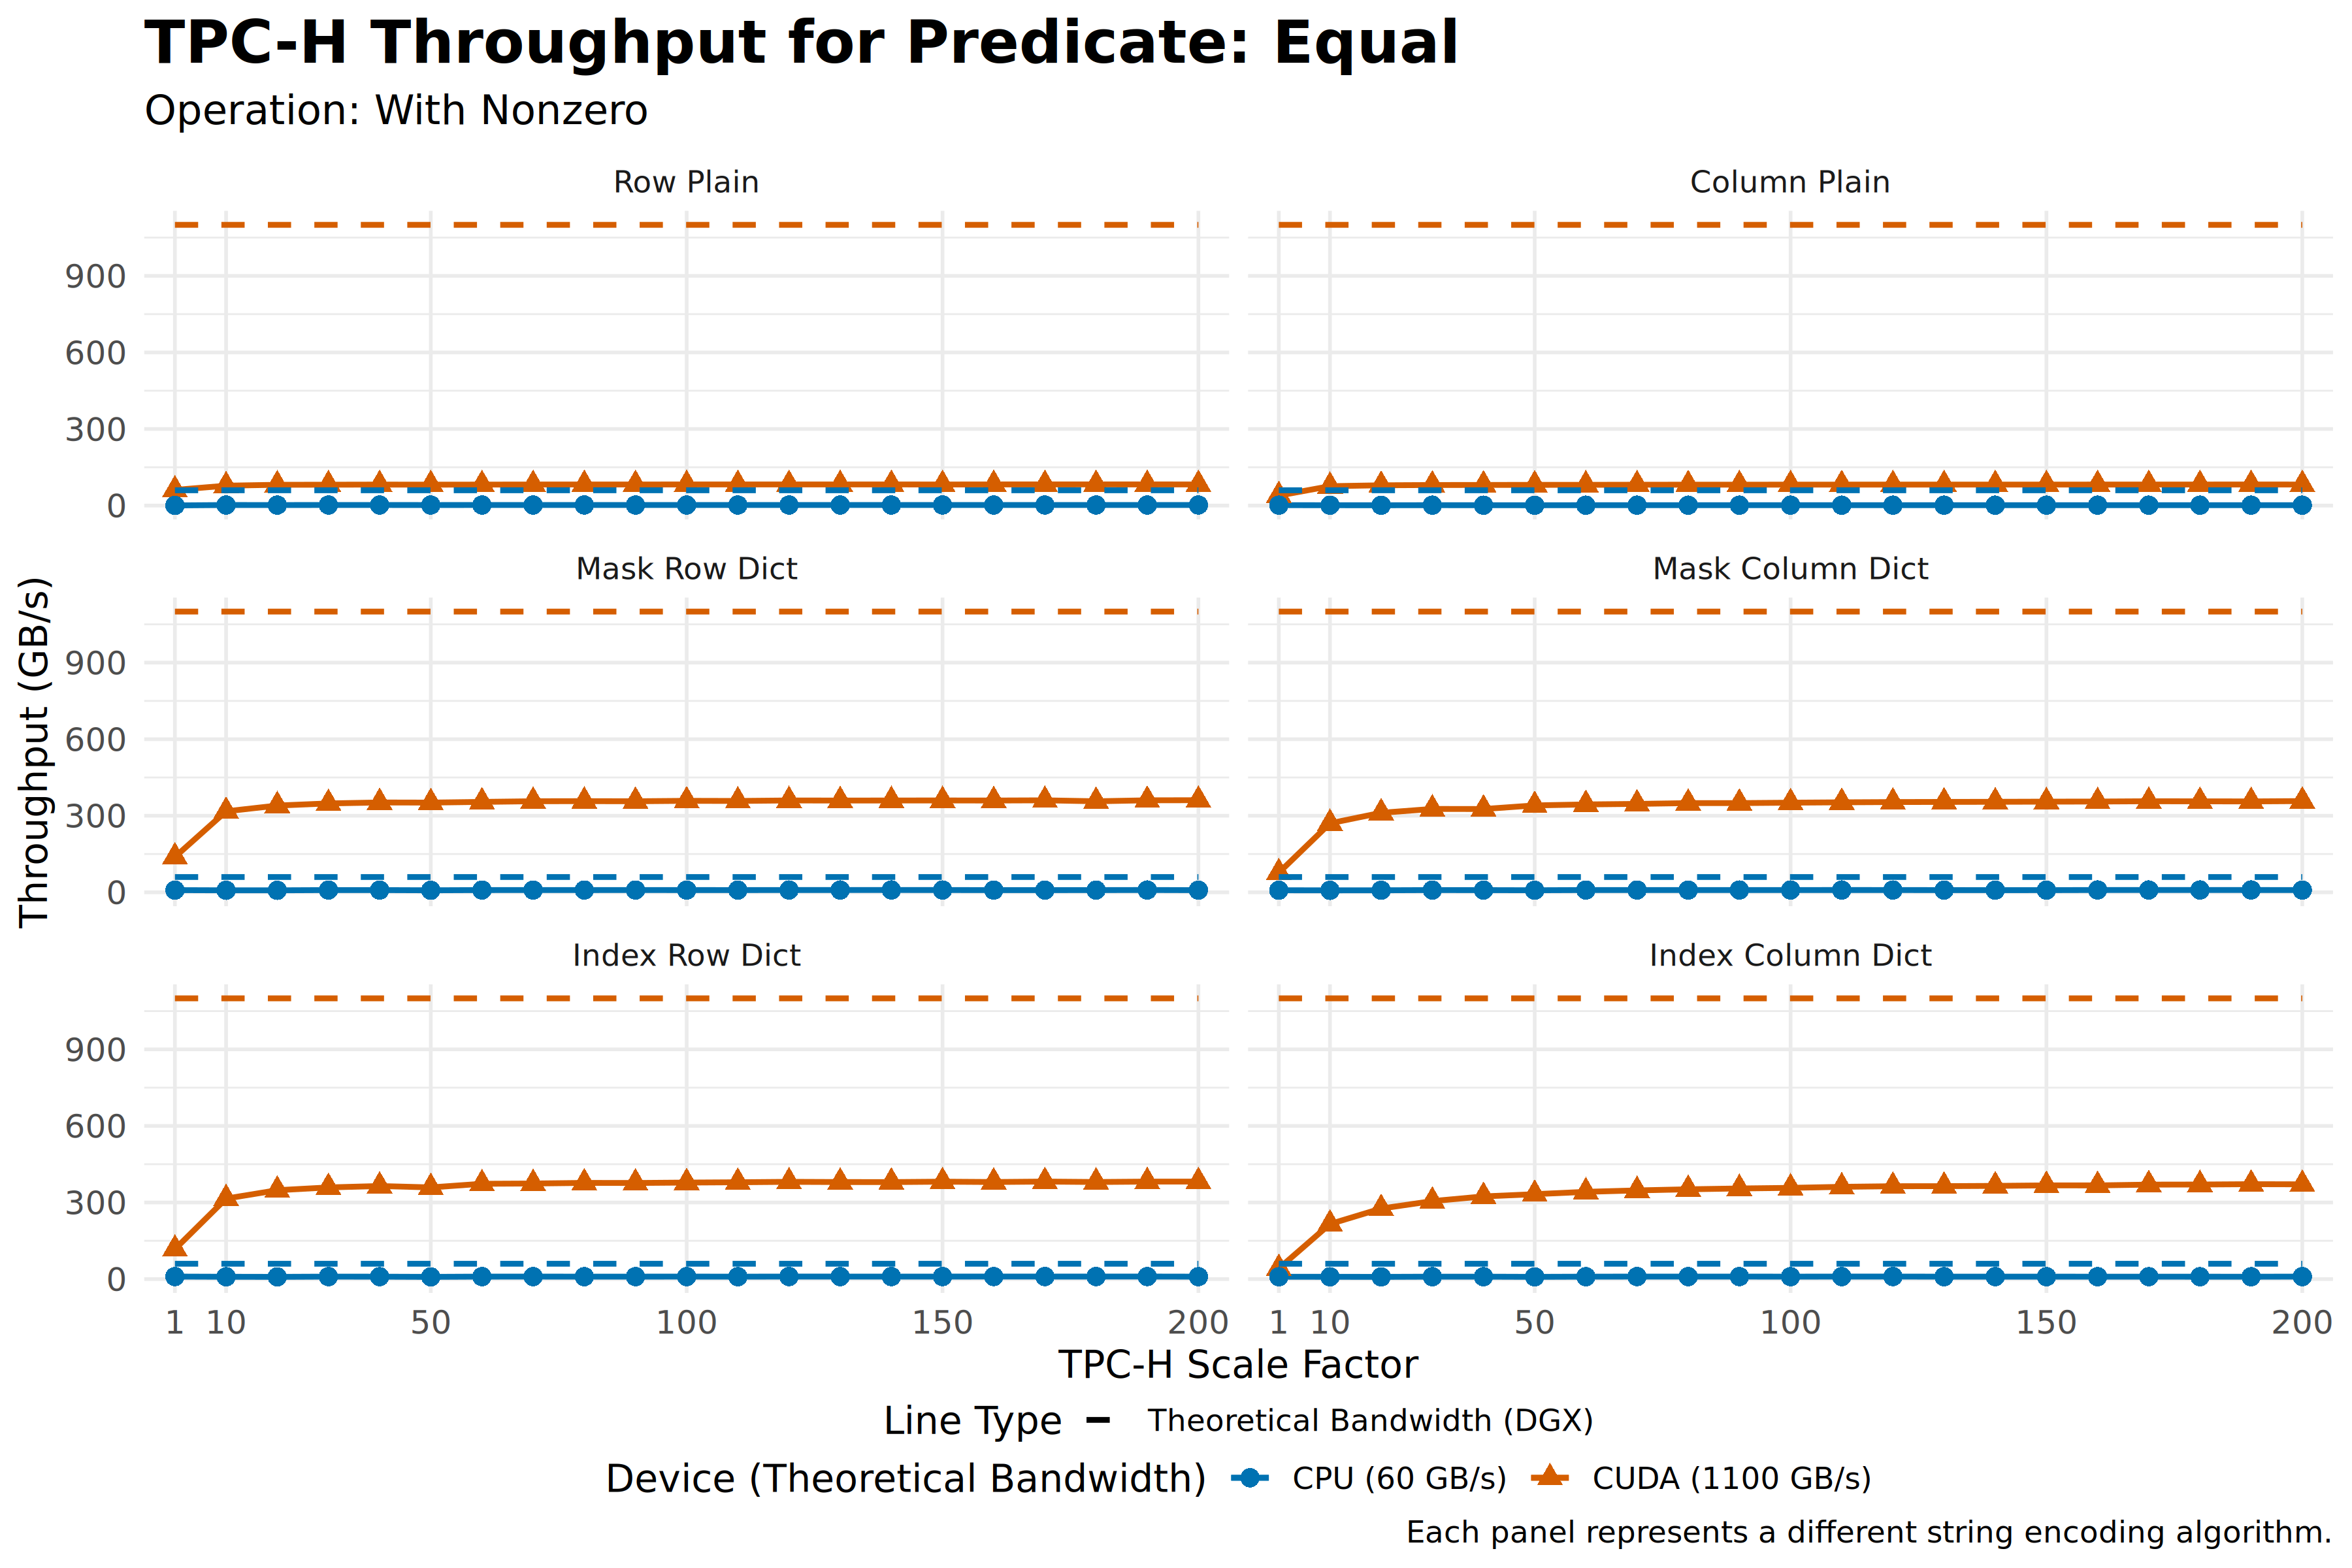 TPC-H Throughput for Predicate: Equal
Operation: With Nonzero
Row Plain
Column Plain
900
600
300
0
Mask Row Dict
Mask Column Dict
900
600
300
0
Index Row Dict
Index Column Dict
900
600
300
0
Throughput (GB/s)
1 10 50 100 150 200
1 10 50 100 150 200
TPC-H Scale Factor
Line Type Theoretical Bandwidth (DGX)
Device (Theoretical Bandwidth) CPU (60 GB/s) CUDA (1100 GB/s)
Each panel represents a different string encoding algorithm.